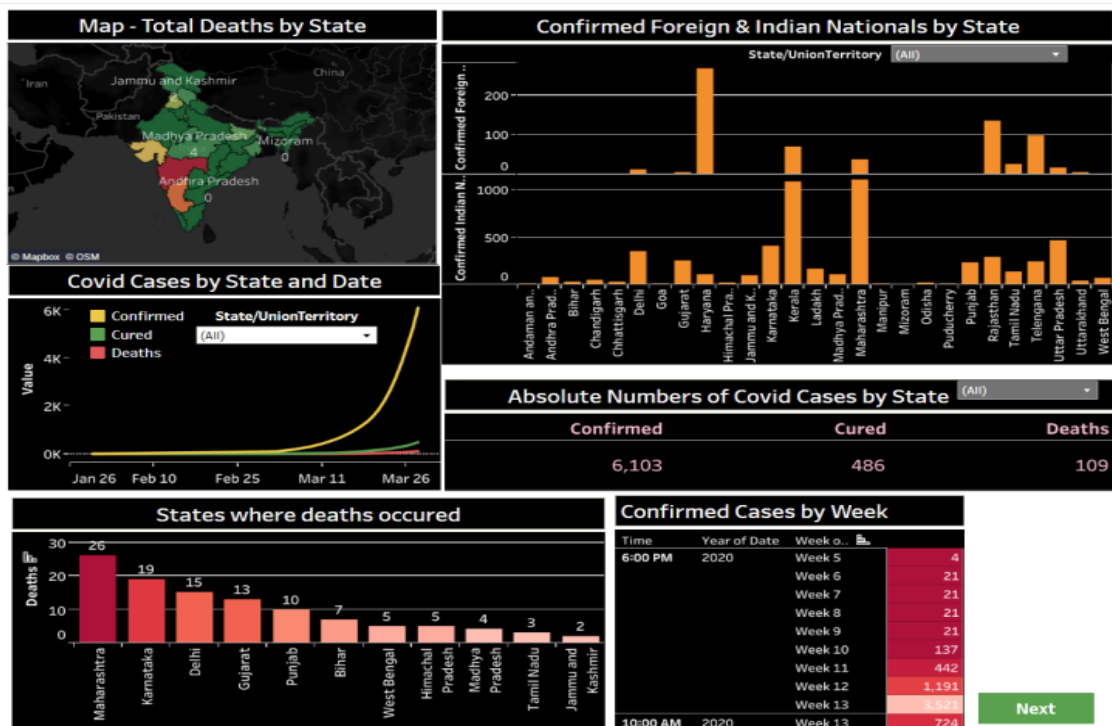 Map - Total Deaths by State
Iran
China
Jammu and Kashmir
2
Pakistan
Madhya Pradesh
4
Mizoram
0
Andhra Pradesh
0
© Mapbox © OSM
Confirmed Foreign & Indian Nationals by State
State/UnionTerritory (All)
Confirmed Foreign..
200
100
0
Confirmed Indian N..
1000
500
0
Andaman an..
Andhra Prad..
Bihar
Chandigarh
Chhattisgarh
Delhi
Goa
Gujarat
Haryana
Himachal Pra..
Jammu and K..
Karnataka
Kerala
Ladakh
Madhya Prad..
Maharashtra
Manipur
Mizoram
Odisha
Puducherry
Punjab
Rajasthan
Tamil Nadu
Telengana
Uttar Pradesh
Uttarakhand
West Bengal
Covid Cases by State and Date
Confirmed
Cured
Deaths
State/UnionTerritory
(All)
Value
6K
4K
2K
0K
Jan 26 Feb 10 Feb 25 Mar 11 Mar 26
Absolute Numbers of Covid Cases by State (All)
Confirmed Cured Deaths
6,103 486 109
States where deaths occured
Deaths
30
20
10
0
26 19 15 13 10 7 5 5 4 3 2
Maharashtra
Karnataka
Delhi
Gujarat
Punjab
Bihar
West Bengal
Himachal
Pradesh
Madhya
Pradesh
Tamil Nadu
Jammu and
Kashmir
Confirmed Cases by Week
Time Year of Date Week o..
6:00 PM 2020 Week 5 4
Week 6 21
Week 7 21
Week 8 21
Week 9 21
Week 10 137
Week 11 442
Week 12 1,191
Week 13 3,521
10:00 AM 2020 Week 13 724
Next